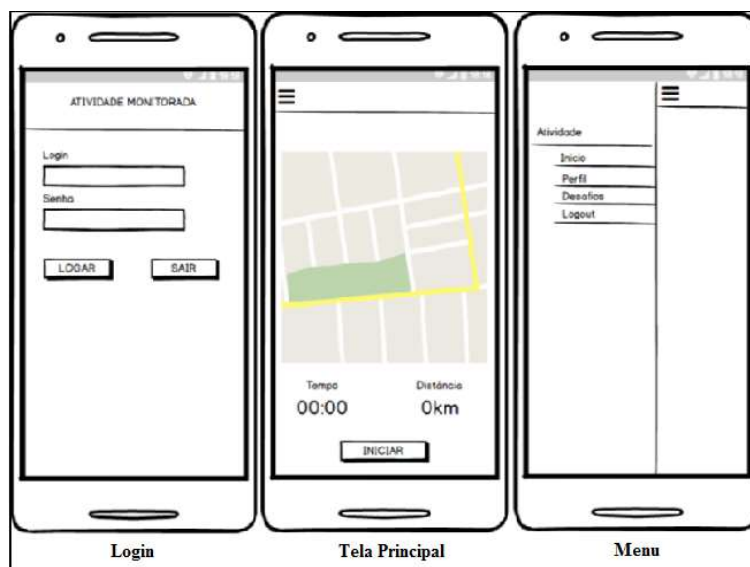 ATIVIDADE MONITORADA
Login
Senha
LOGAR SAIR
Login
Tempo Distância
00:00 0km
INICIAR
Tela Principal
Atividade
Inicio
Perfil
Desafios
Logout
Menu